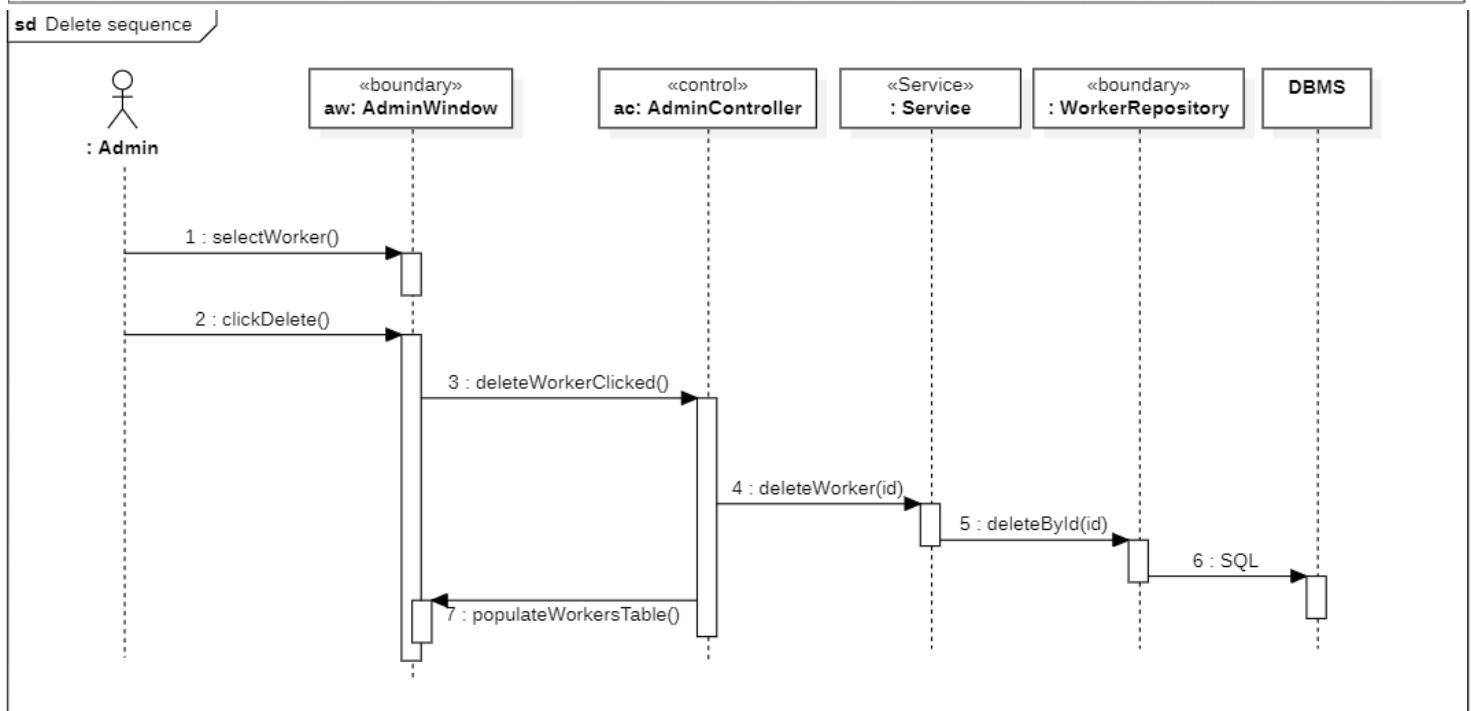 sd Delete sequence
: Admin
«boundary»
aw: AdminWindow
«control»
ac: AdminController
«Service»
: Service
«boundary»
: WorkerRepository
DBMS
1 : selectWorker()
2 : clickDelete()
3 : deleteWorkerClicked()
4 : deleteWorker(id)
5 : deleteById(id)
6 : SQL
7 : populateWorkersTable()